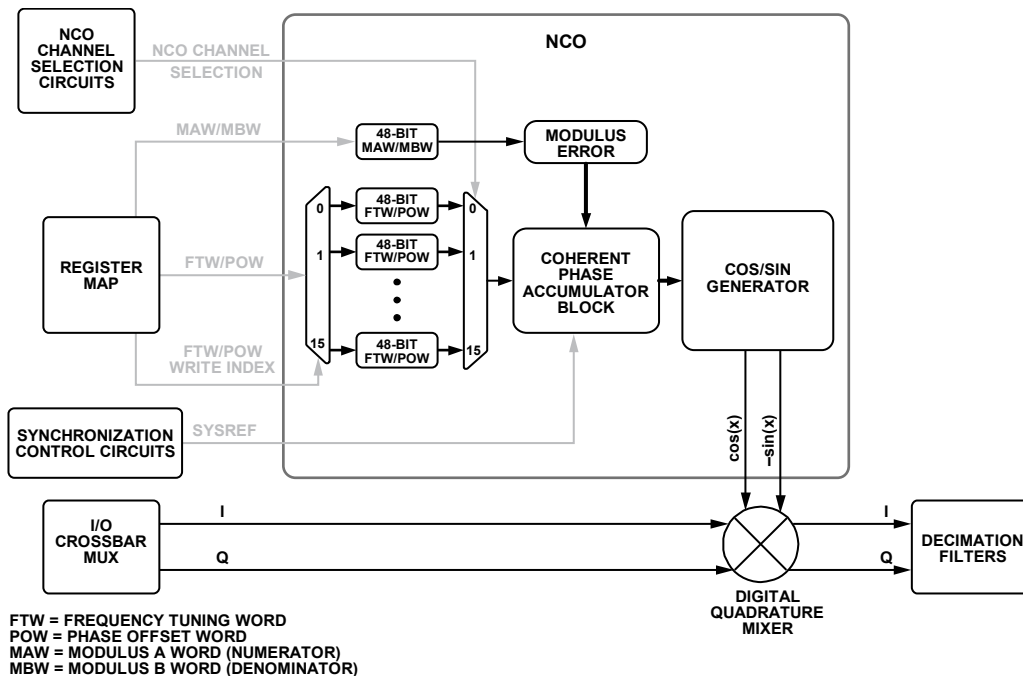 NCO
CHANNEL
SELECTION
CIRCUITS
NCO CHANNEL
SELECTION
NCO
MAW/MBW
48-BIT
MAW/MBW
MODULUS
ERROR
REGISTER
MAP
FTW/POW
FTW/POW
WRITE INDEX
0
1
15
48-BIT
FTW/POW
48-BIT
FTW/POW
48-BIT
FTW/POW
0
1
15
COHERENT
PHASE
ACCUMULATOR
BLOCK
COS/SIN
GENERATOR
SYNCHRONIZATION
CONTROL CIRCUITS
SYSREF
cos(x)
–sin(x)
I/O
CROSSBAR
MUX
I
Q
DIGITAL
QUADRATURE
MIXER
I
Q
DECIMATION
FILTERS
FTW = FREQUENCY TUNING WORD
POW = PHASE OFFSET WORD
MAW = MODULUS A WORD (NUMERATOR)
MBW = MODULUS B WORD (DENOMINATOR)